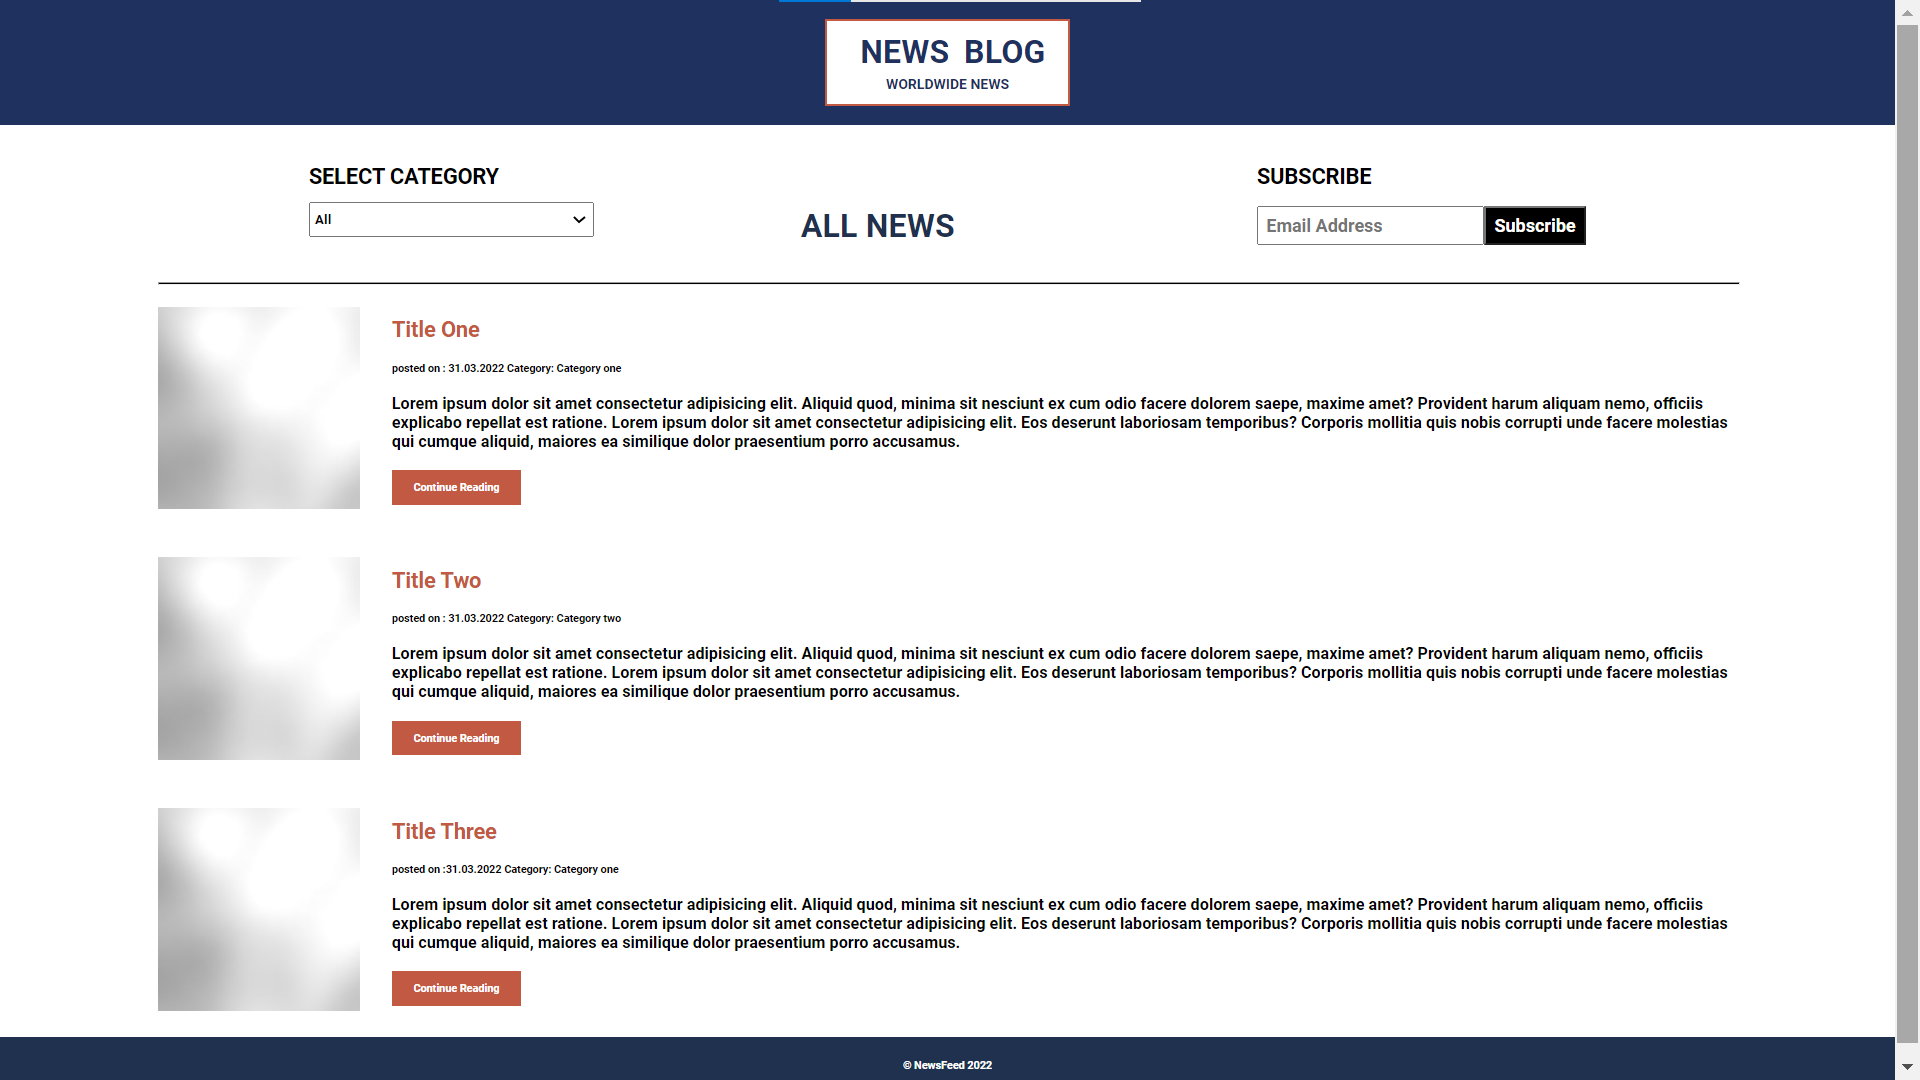 NEWS BLOG
WORLDWIDE NEWS
SELECT CATEGORY
All
ALL NEWS
SUBSCRIBE
Email Address
Subscribe
Title One
posted on : 31.03.2022 Category: Category one
Lorem ipsum dolor sit amet consectetur adipisicing elit. Aliquid quod, minima sit nesciunt ex cum odio facere dolorem saepe, maxime amet? Provident harum aliquam nemo, officiis
explicabo repellat est ratione. Lorem ipsum dolor sit amet consectetur adipisicing elit. Eos deserunt laboriosam temporibus? Corporis mollitia quis nobis corrupti unde facere molestias
qui cumque aliquid, maiores ea similique dolor praesentium porro accusamus.
Continue Reading
Title Two
posted on : 31.03.2022 Category: Category two
Lorem ipsum dolor sit amet consectetur adipisicing elit. Aliquid quod, minima sit nesciunt ex cum odio facere dolorem saepe, maxime amet? Provident harum aliquam nemo, officiis
explicabo repellat est ratione. Lorem ipsum dolor sit amet consectetur adipisicing elit. Eos deserunt laboriosam temporibus? Corporis mollitia quis nobis corrupti unde facere molestias
qui cumque aliquid, maiores ea similique dolor praesentium porro accusamus.
Continue Reading
Title Three
posted on :31.03.2022 Category: Category one
Lorem ipsum dolor sit amet consectetur adipisicing elit. Aliquid quod, minima sit nesciunt ex cum odio facere dolorem saepe, maxime amet? Provident harum aliquam nemo, officiis
explicabo repellat est ratione. Lorem ipsum dolor sit amet consectetur adipisicing elit. Eos deserunt laboriosam temporibus? Corporis mollitia quis nobis corrupti unde facere molestias
qui cumque aliquid, maiores ea similique dolor praesentium porro accusamus.
Continue Reading
© NewsFeed 2022